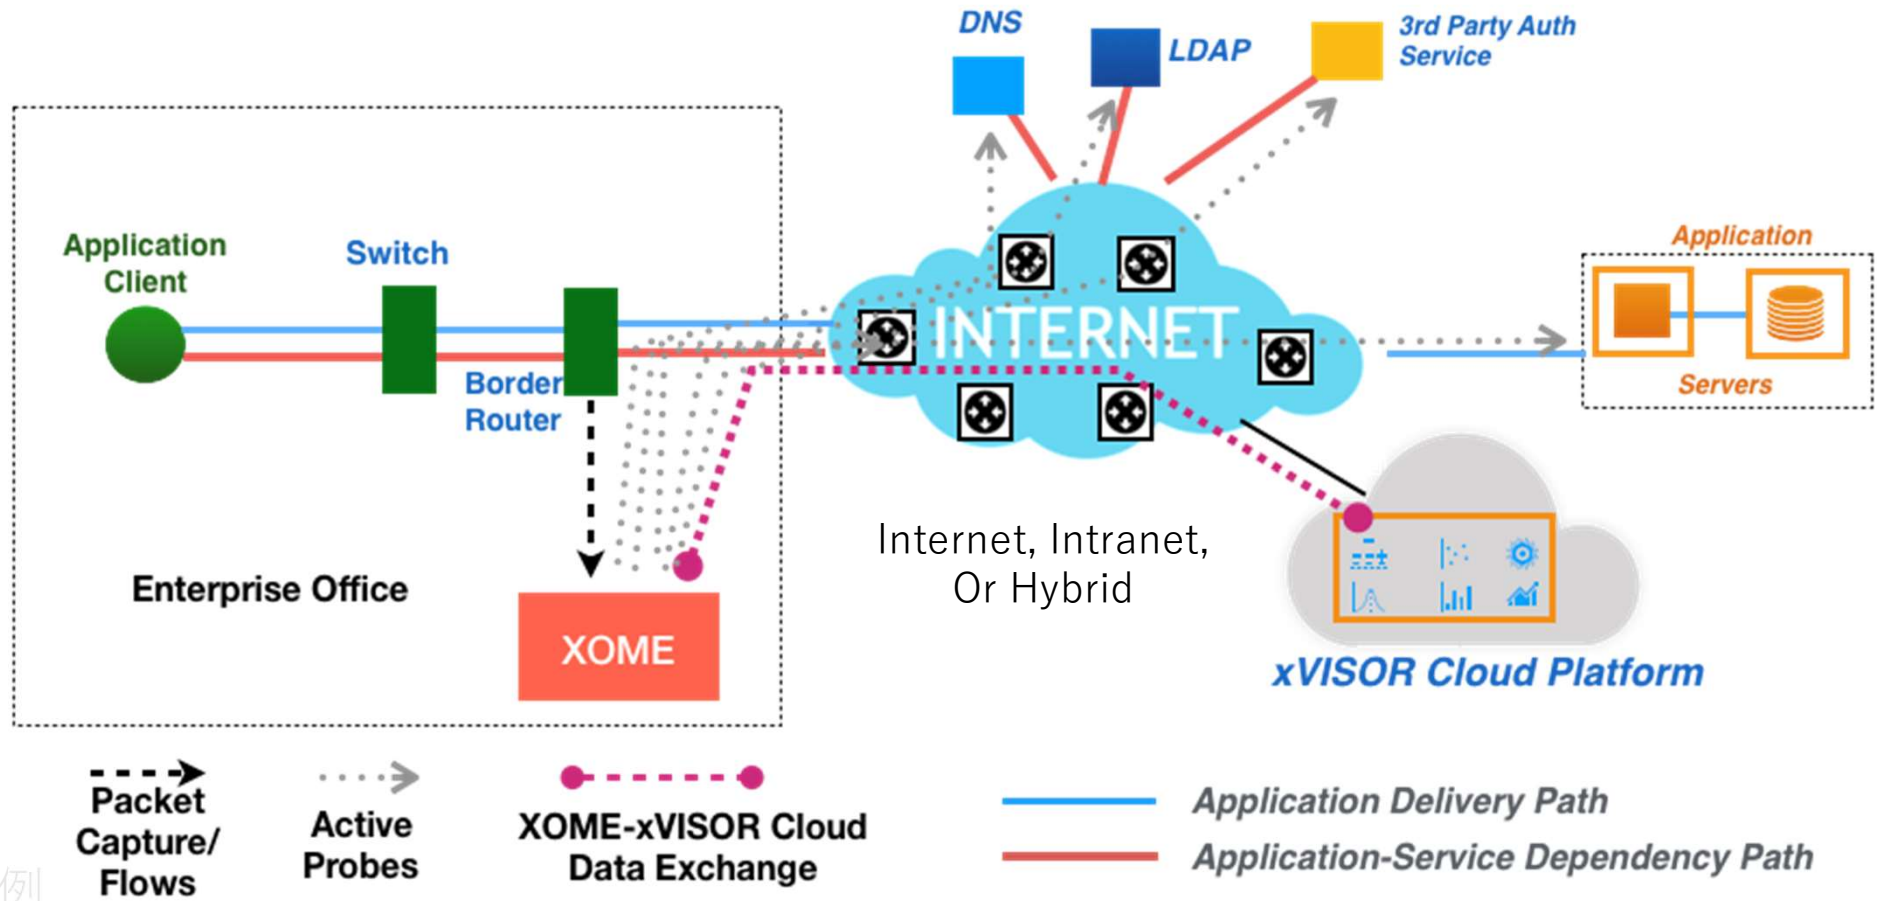 DNS
LDAP
3rd Party Auth
Service
Application
Client
Switch
Border
Router
INTERNET
Application
Servers
Enterprise Office
XOME
Internet, Intranet,
Or Hybrid
xVISOR Cloud Platform
Packet
Capture/
Flows
Active
Probes
XOME-xVISOR Cloud
Data Exchange
Application Delivery Path
Application-Service Dependency Path
例